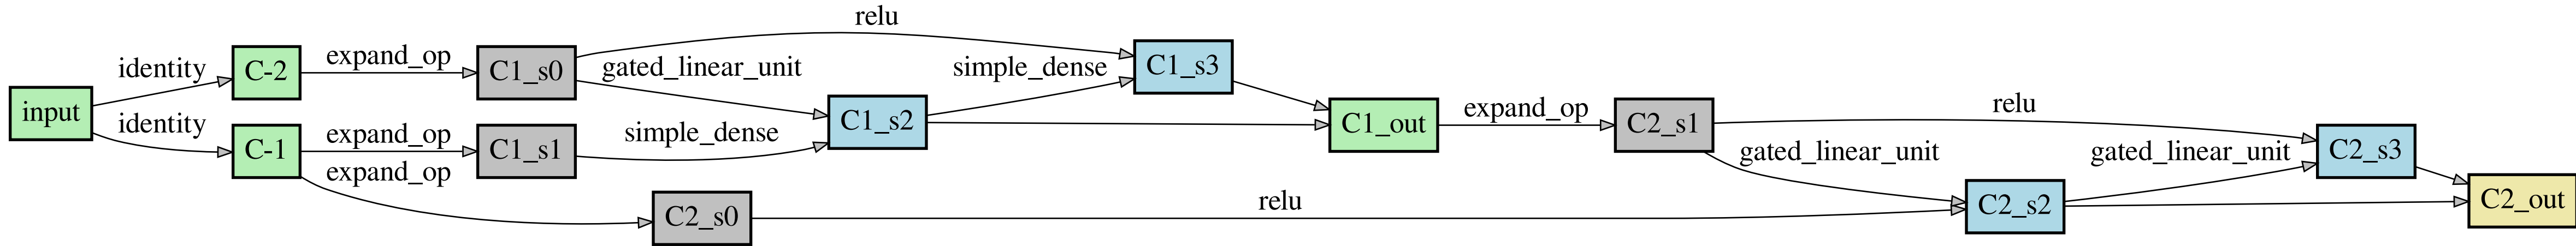 input
identity
identity
C-2
C-1
expand_op
expand_op
expand_op
C1_s0
C1_s1
C2_s0
relu
gated_linear_unit
simple_dense
C1_s2
simple_dense
C1_s3
relu
C1_out
expand_op
C2_s1
relu
gated_linear_unit
C2_s2
gated_linear_unit
C2_s3
C2_out